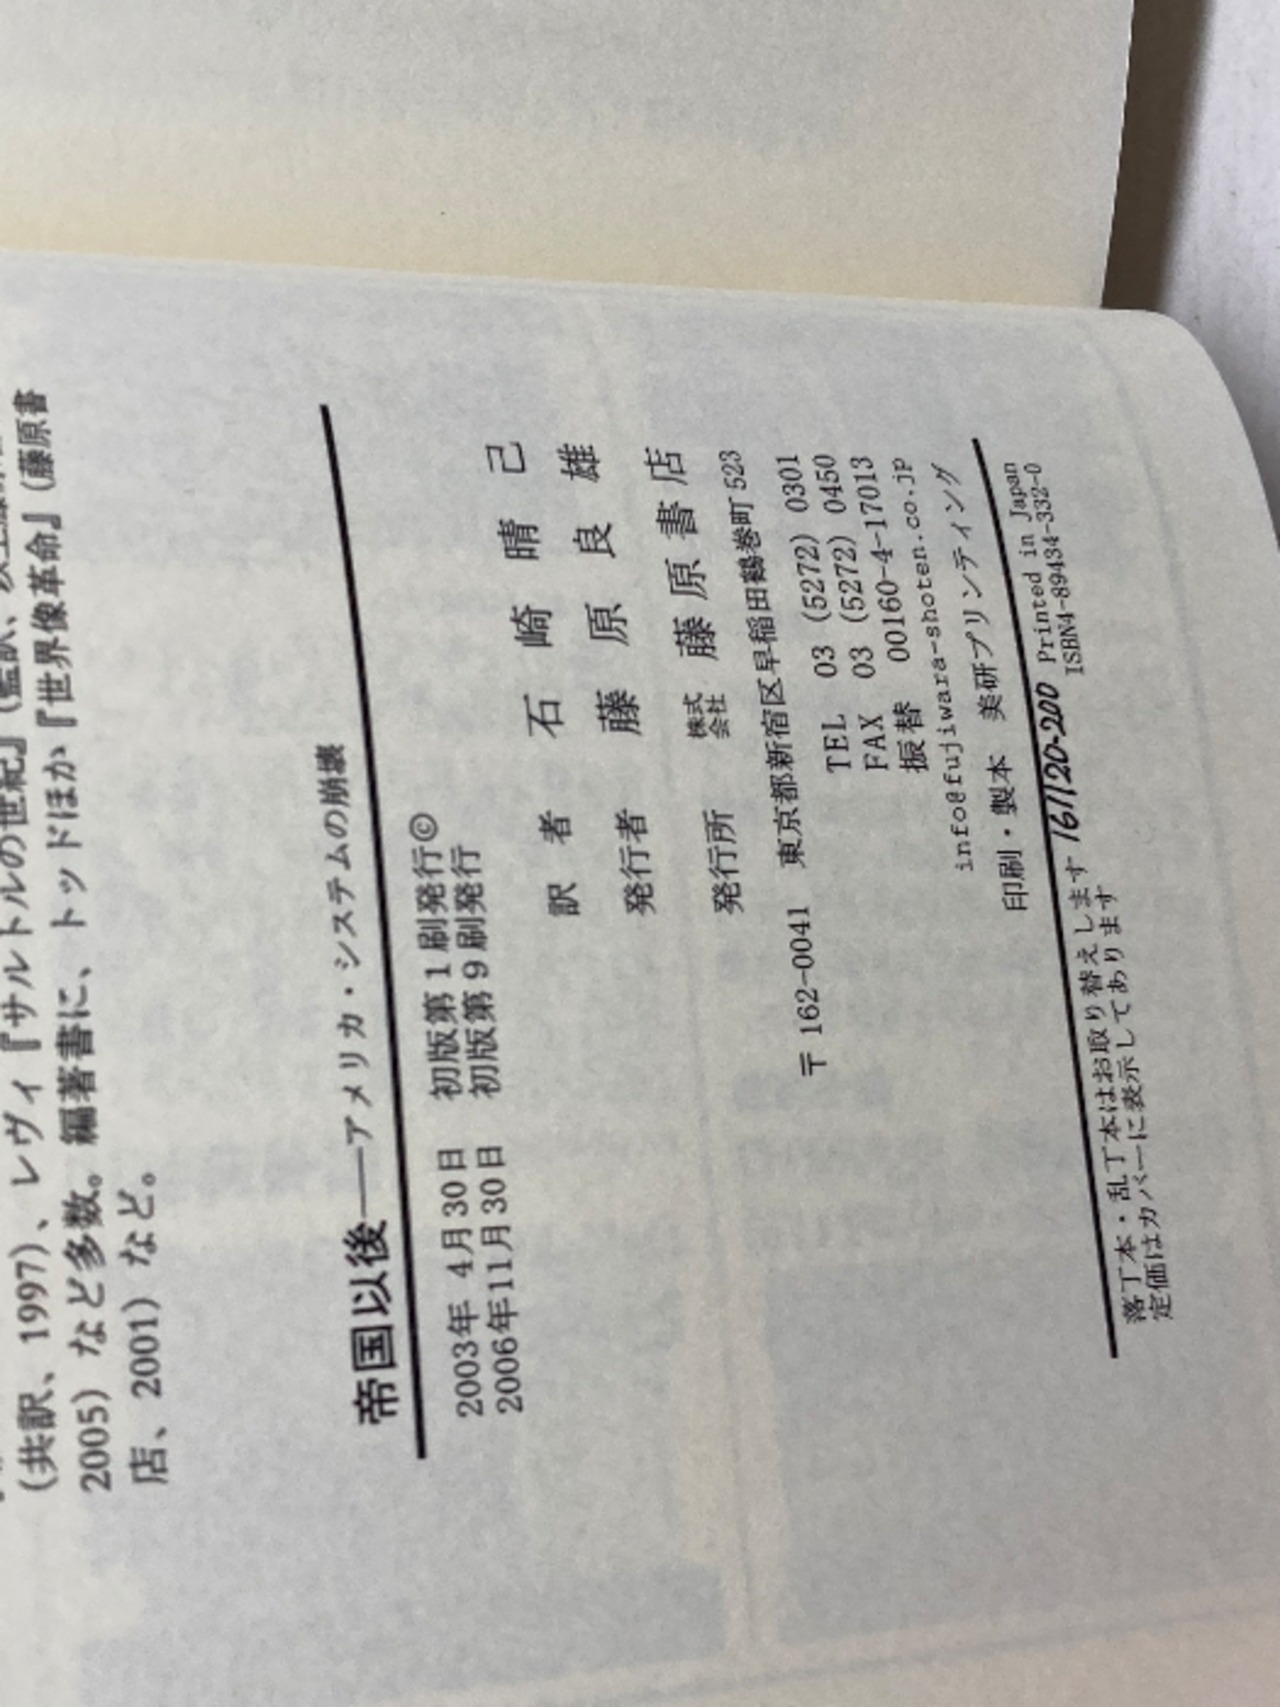 (共訳、1997)、レヴィ『サルトルの世紀』(監訳、
2005) など多数。編著書に、トッドほか『世界像革命』(藤原書
店、2001) など。
帝国以後――アメリカ・システムの崩壊
2003年 4月30日 初版第1刷発行©
2006年11月30日 初版第9刷発行
訳 者 石 崎 晴 己
発行者 藤 原 良 雄
発行所 株式会社 藤 原 書 店
〒162-0041 東京都新宿区早稲田鶴巻町523
TEL 03 (5272) 0301
FAX 03 (5272) 0450
振替 00160-4-17013
info@fujiwara-shoten.co.jp
印刷・製本 美研プリンティング
落丁本・乱丁本はお取り替えします 161120-200 Printed in Japan
定価はカバーに表示してあります ISBN4-89434-332-0